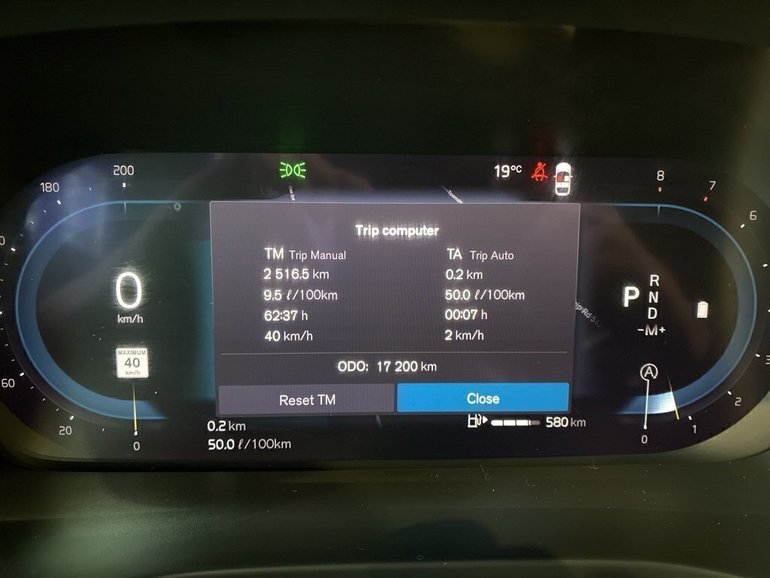 200
180
19°C
8
7
6
Trip computer
TM Trip Manual
TA Trip Auto
2 516.5 km
0.2 km
9.5 ℓ/100km
50.0 ℓ/100km
62:37 h
00:07 h
40 km/h
2 km/h
ODO: 17 200 km
Reset TM
Close
0
km/h
MAXIMUM
40
km/h
P
R
N
D
-M+
A
60
20
0
0.2 km
50.0 ℓ/100km
580 km
0
1
2
3